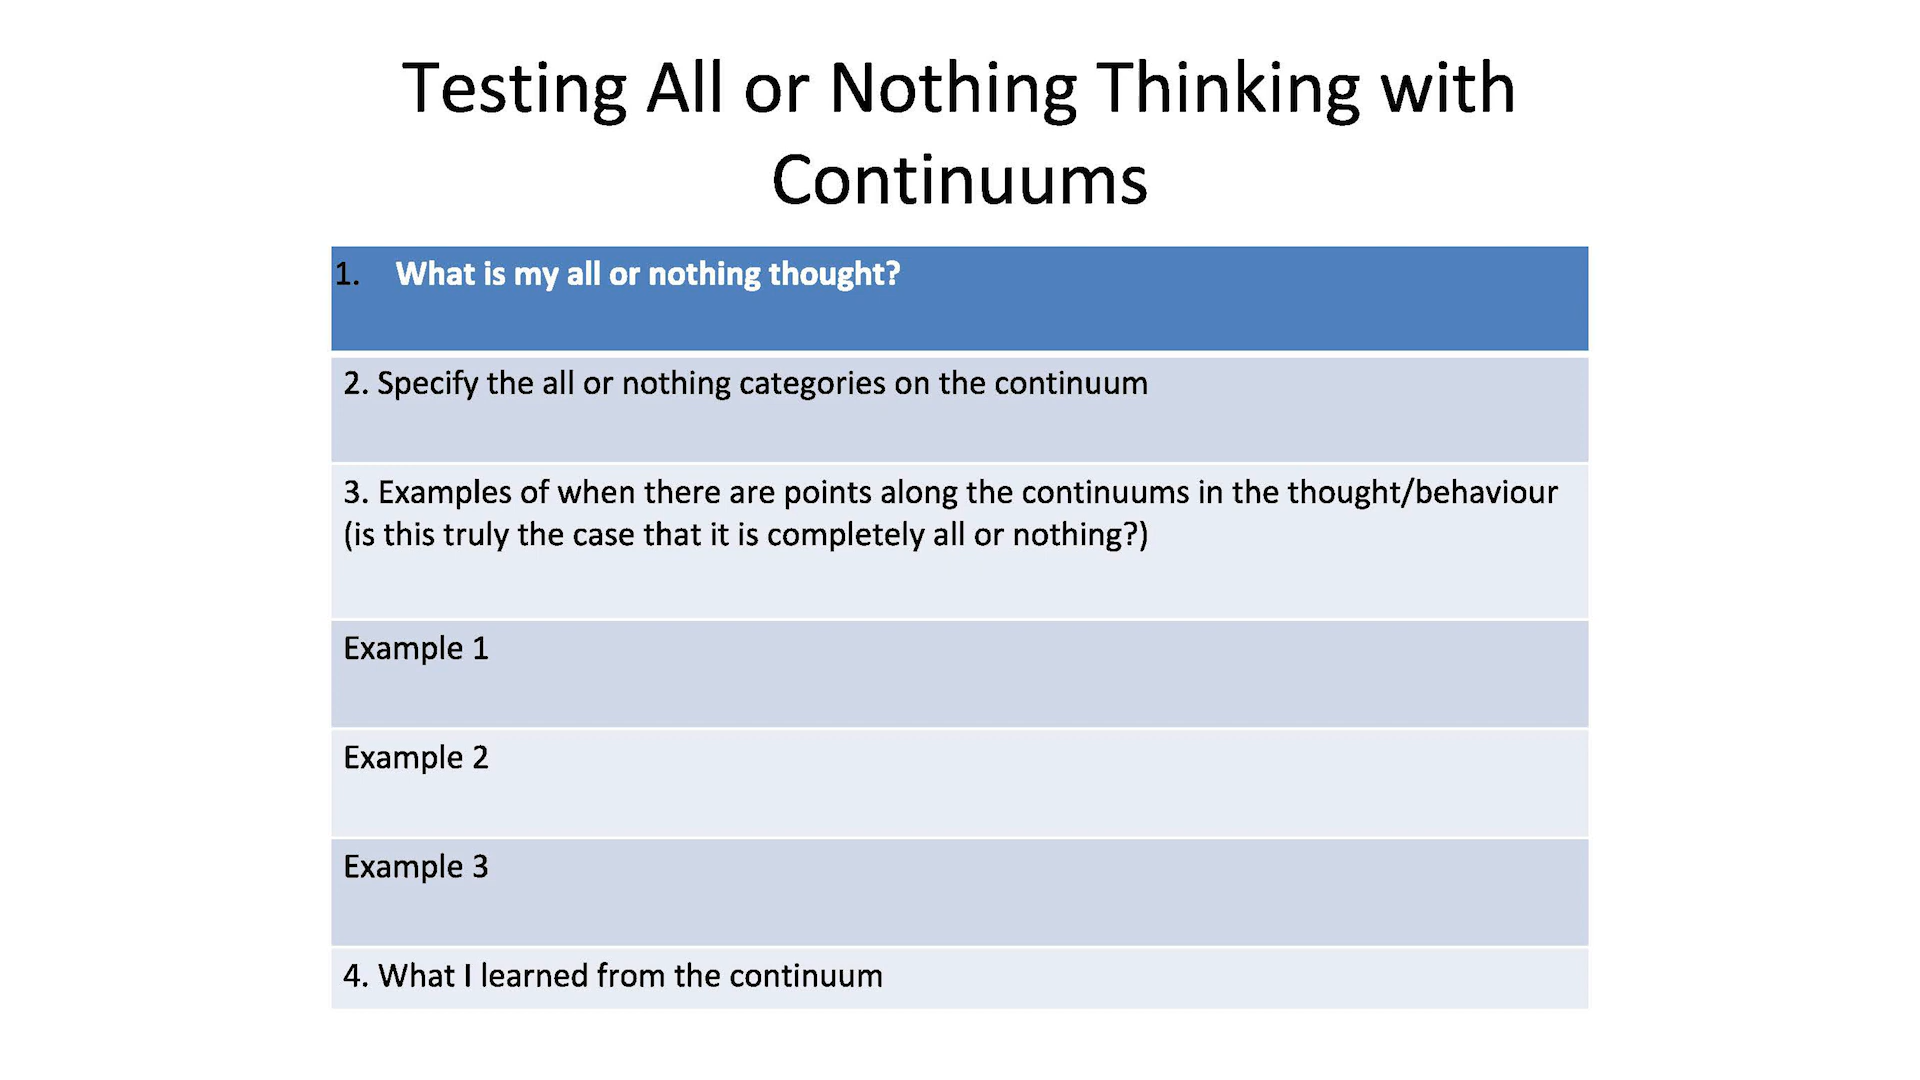 Testing All or Nothing Thinking with
Continuums
1. What is my all or nothing thought?
2. Specify the all or nothing categories on the continuum
3. Examples of when there are points along the continuums in the thought/behaviour
(is this truly the case that it is completely all or nothing?)
Example 1
Example 2
Example 3
4. What I learned from the continuum